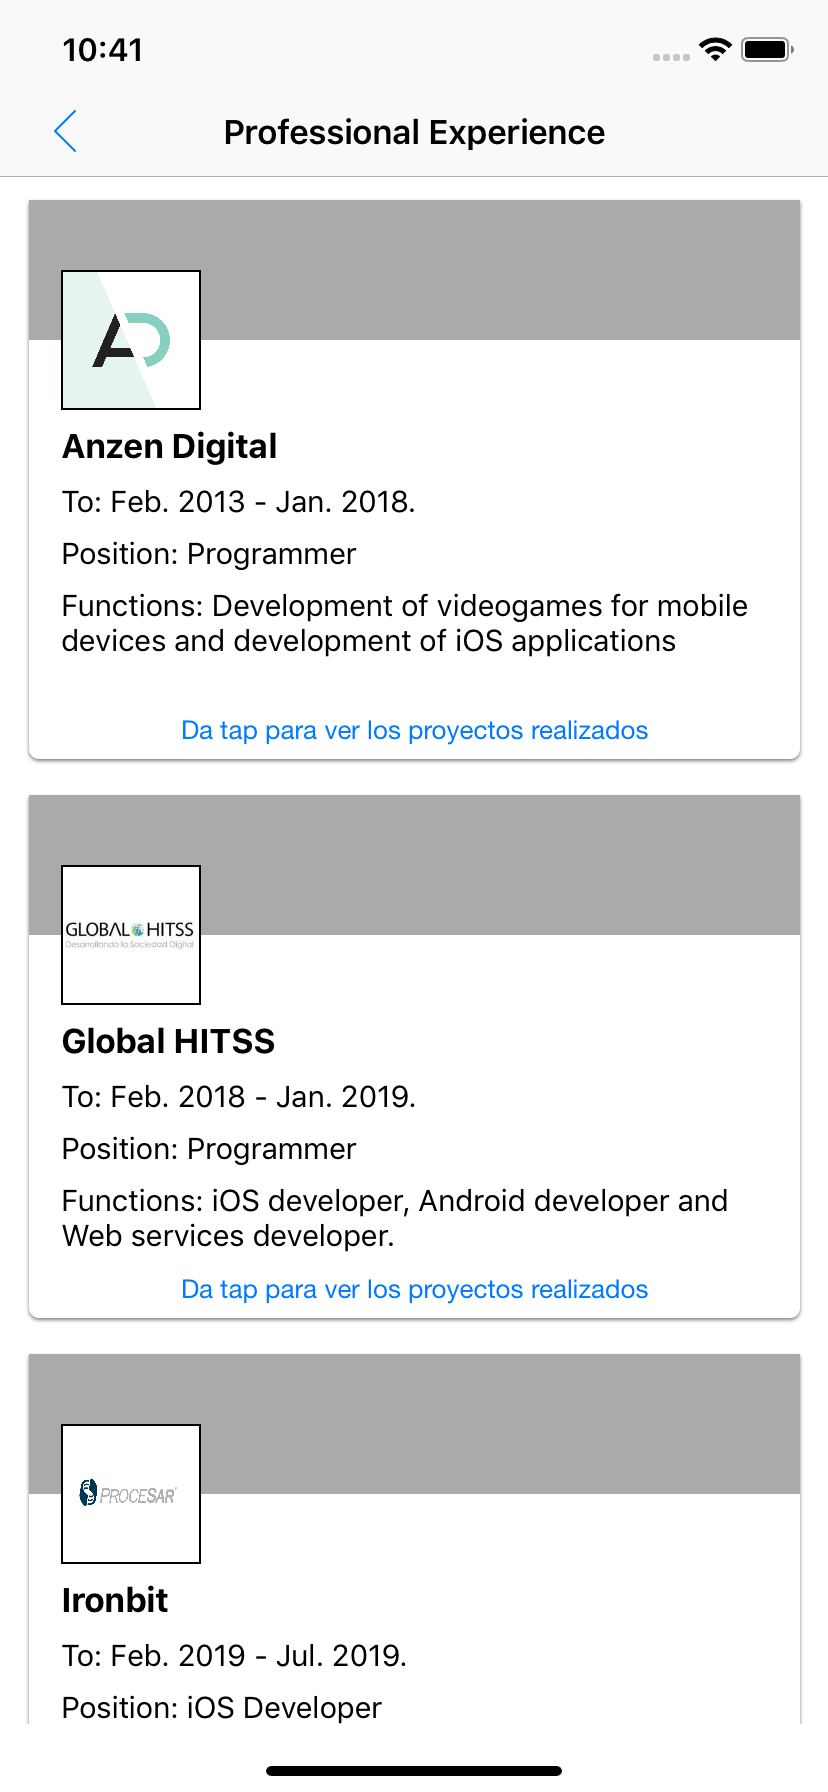 10:41
Professional Experience
Anzen Digital
To: Feb. 2013 - Jan. 2018.
Position: Programmer
Functions: Development of videogames for mobile
devices and development of iOS applications
Da tap para ver los proyectos realizados
GLOBAL HITSS
Desarrollando la Sociedad Digital
Global HITSS
To: Feb. 2018 - Jan. 2019.
Position: Programmer
Functions: iOS developer, Android developer and
Web services developer.
Da tap para ver los proyectos realizados
PROCESAR
Ironbit
To: Feb. 2019 - Jul. 2019.
Position: iOS Developer